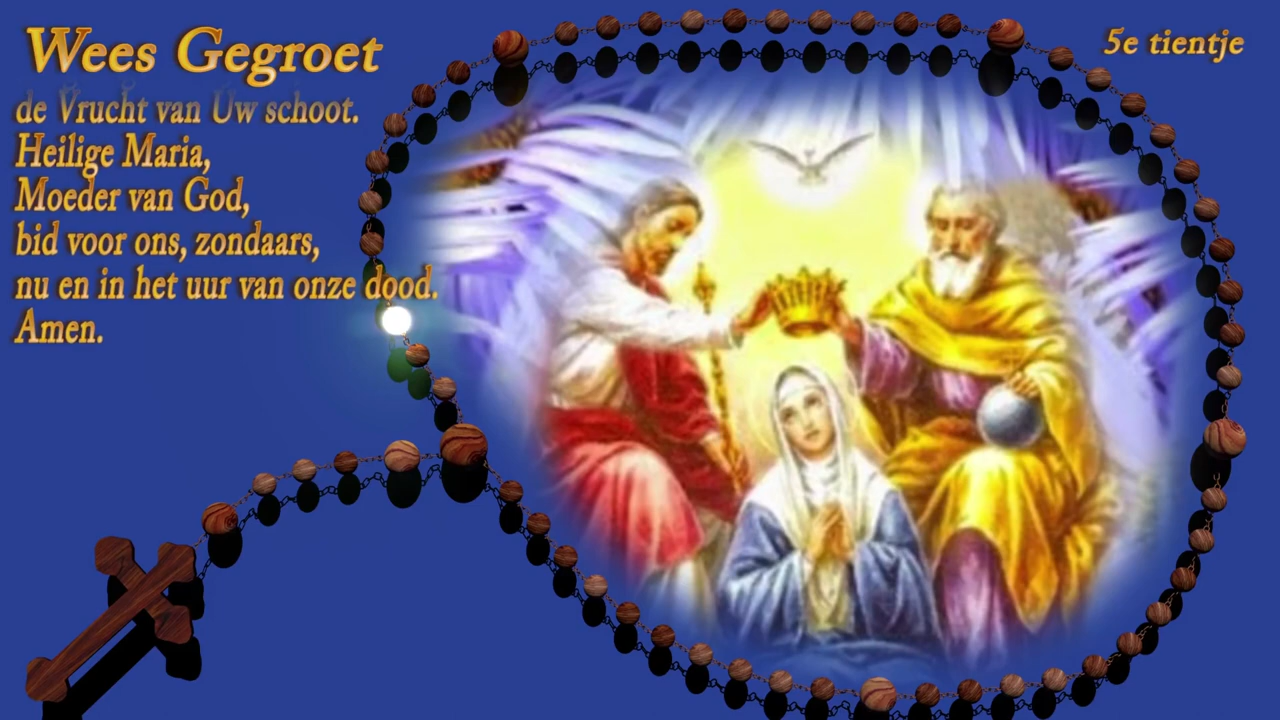 Wees Gegroet
5e tientje
de Vrucht van Uw schoot.
Heilige Maria,
Moeder van God,
bid voor ons, zondaars,
nu en in het uur van onze dood.
Amen.